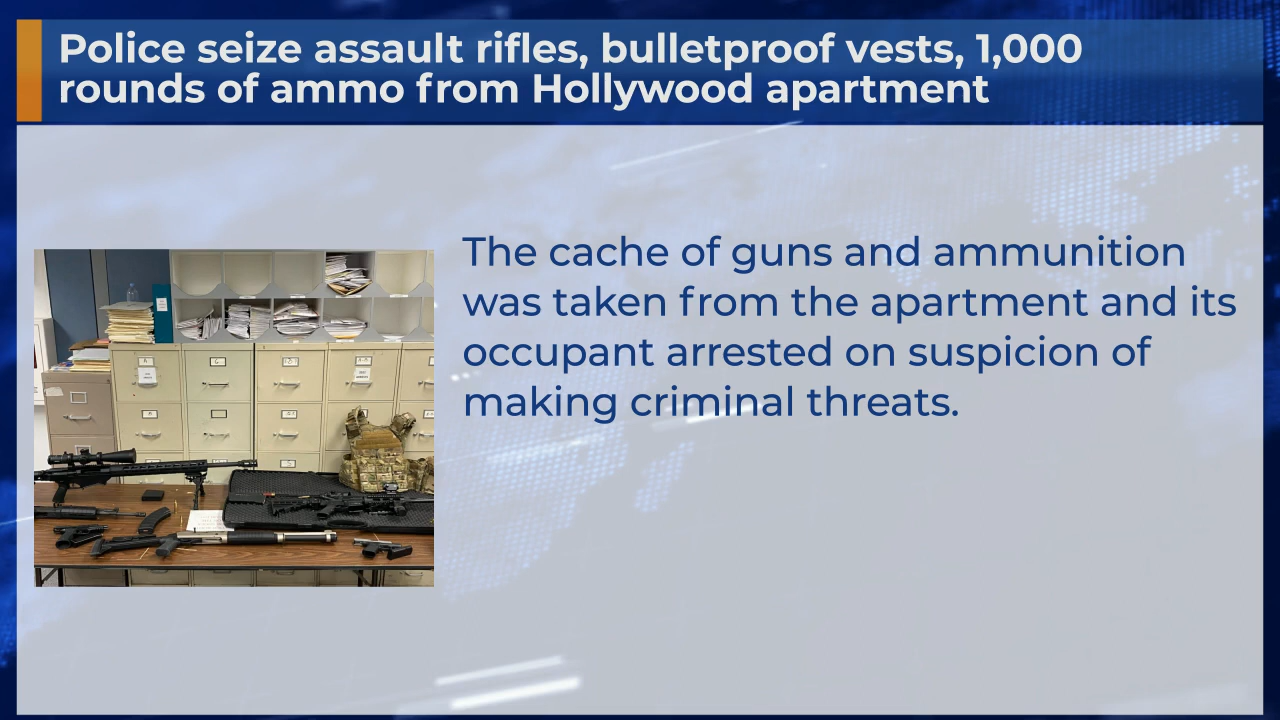 Police seize assault rifles, bulletproof vests, 1,000
rounds of ammo from Hollywood apartment
The cache of guns and ammunition
was taken from the apartment and its
occupant arrested on suspicion of
making criminal threats.